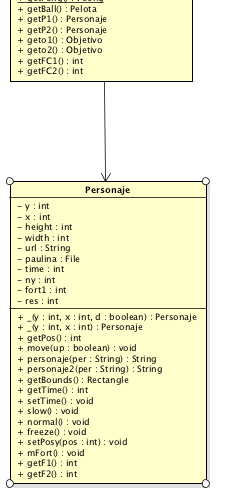 + getBall() : Pelota
+ getP1() : Personaje
+ getP2() : Personaje
+ geto1() : Objetivo
+ geto2() : Objetivo
+ getFC1() : int
+ getFC2() : int
Personaje
– y : int
– x : int
– height : int
– width : int
– url : String
– paulina : File
– time : int
– ny : int
– fort1 : int
– res : int
+ _(y : int, x : int, d : boolean) : Personaje
+ _(y : int, x : int) : Personaje
+ getPos() : int
+ move(up : boolean) : void
+ personaje(per : String) : String
+ personaje2(per : String) : String
+ getBounds() : Rectangle
+ getTime() : int
+ setTime() : void
+ slow() : void
+ normal() : void
+ freeze() : void
+ setPosy(pos : int) : void
+ mFort() : void
+ getF1() : int
+ getF2() : int